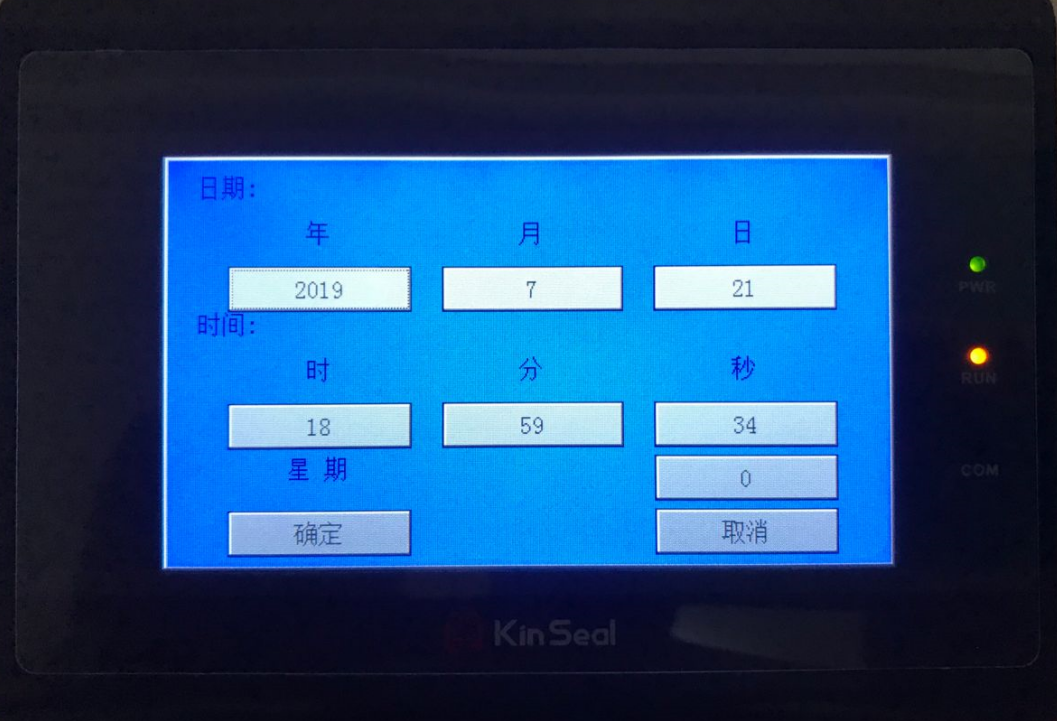 日期:
年 月 日
2019 7 21
时间:
时 分 秒
18 59 34
星 期 0
确定 取消
PWR
RUN
COM
KinSeal